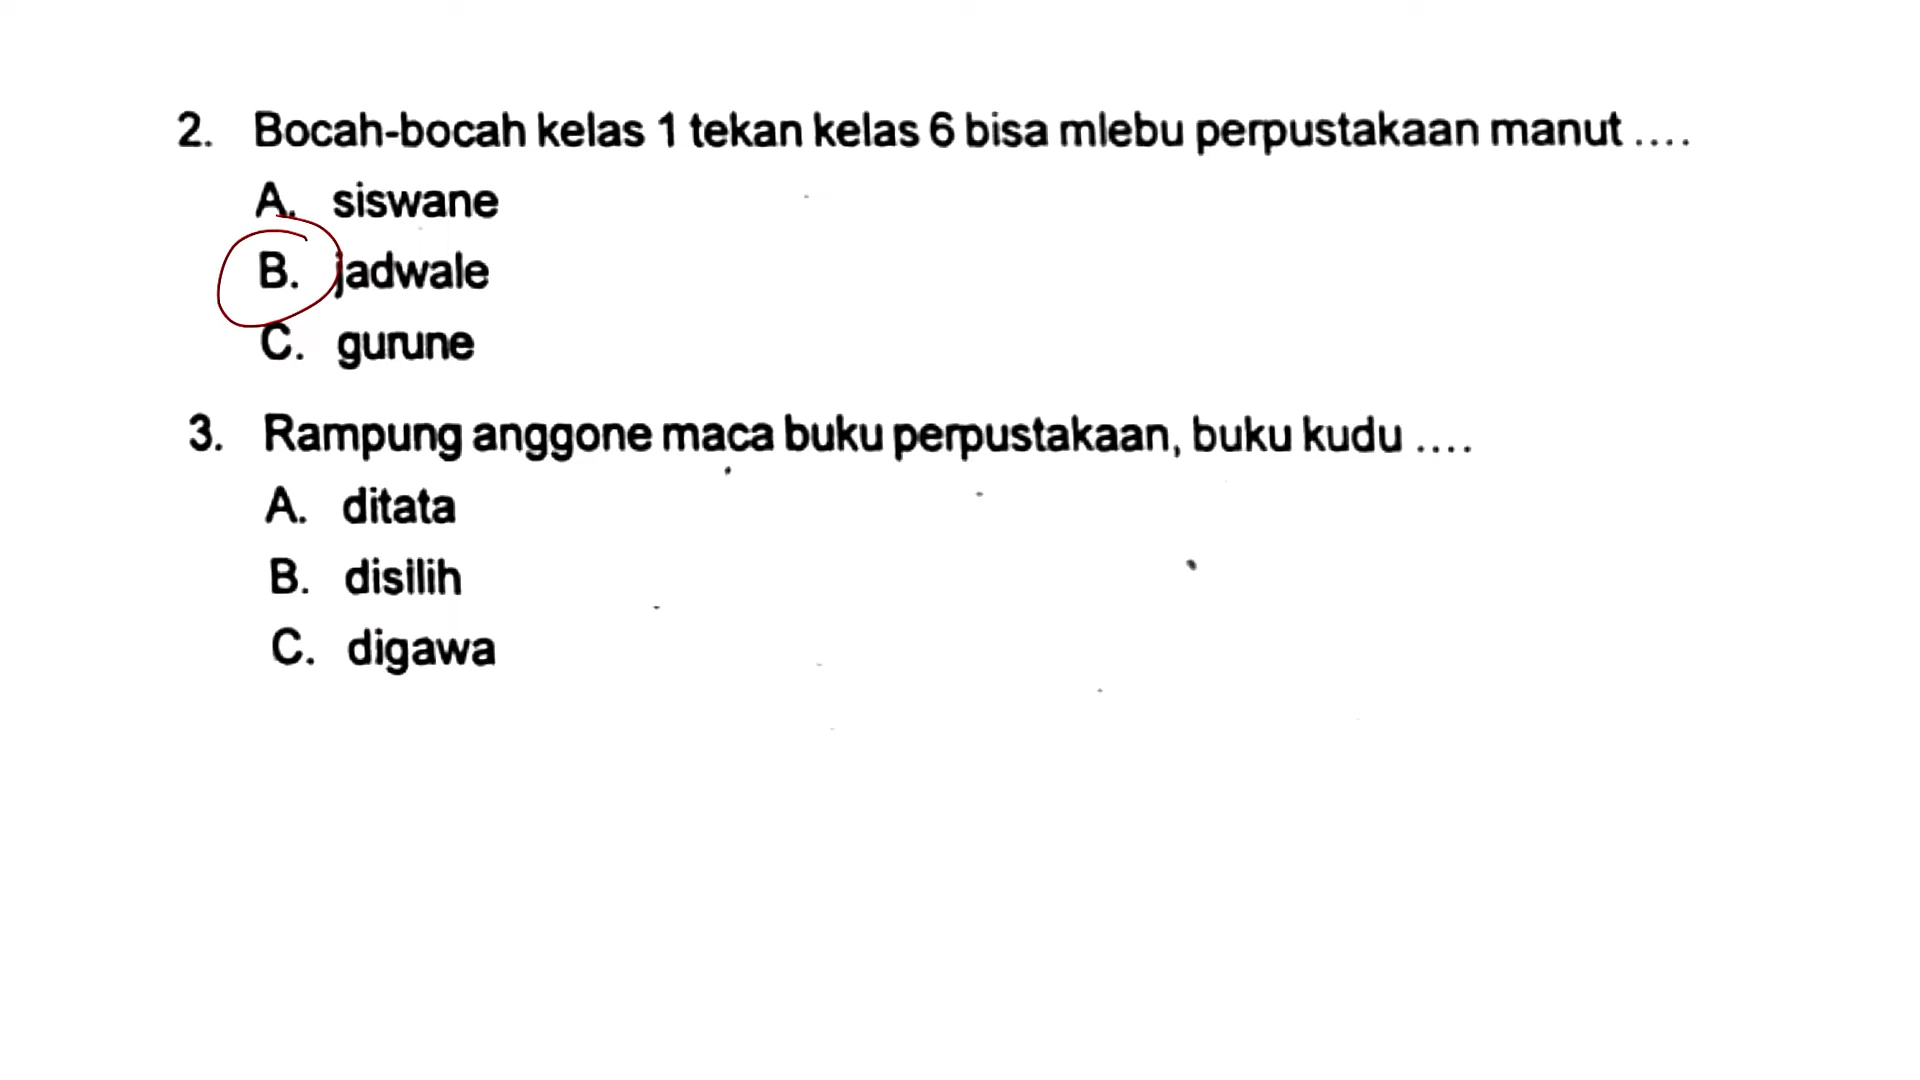 2. Bocah-bocah kelas 1 tekan kelas 6 bisa mlebu perpustakaan manut ....
A. siswane
B. jadwale
C. gurune
3. Rampung anggone maca buku perpustakaan, buku kudu ....
A. ditata
B. disilih
C. digawa